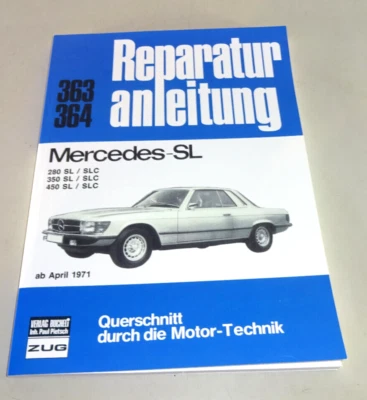 363
364
Reparatur
anleitung
Mercedes-SL
280 SL / SLC
350 SL / SLC
450 SL / SLC
ab April 1971
VERLAG BUCHELI
Inh. Paul Pietsch
ZUG
Querschnitt
durch die Motor-Technik